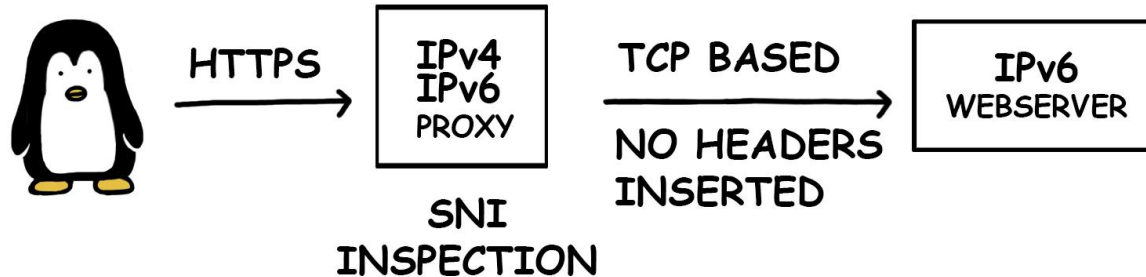 HTTPS
IPv4
IPv6
PROXY
SNI
INSPECTION
TCP BASED
NO HEADERS
INSERTED
IPv6
WEBSERVER